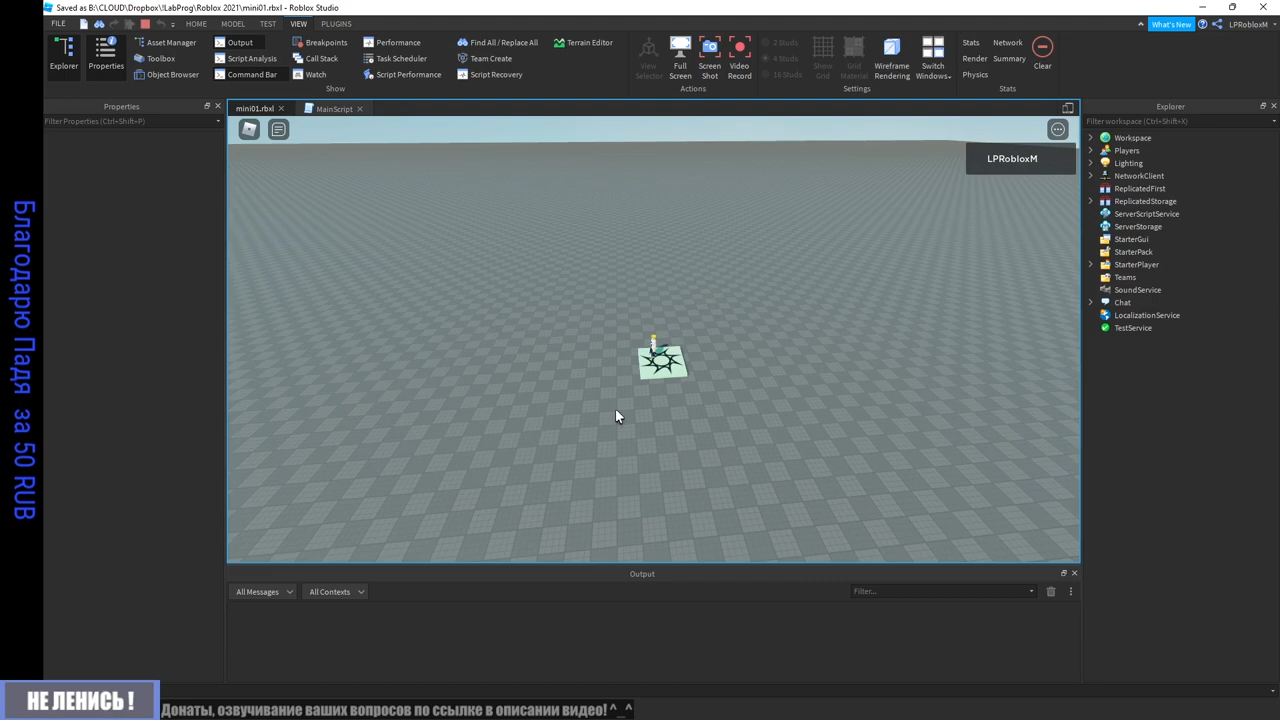 Saved as B:\CLOUD\Dropbox\!LabProg\Roblox 2021\mini01.rbxl - Roblox Studio
FILE HOME MODEL TEST VIEW PLUGINS What's New LPRobloxM
Explorer
Properties
Asset Manager
Toolbox
Object Browser
Output
Script Analysis
Command Bar
Breakpoints
Call Stack
Watch
Performance
Task Scheduler
Script Performance
Find All / Replace All
Team Create
Script Recovery
Terrain Editor
Show
View Selector
Full Screen
Screen Shot
Video Record
Actions
2 Studs
4 Studs
16 Studs
Show Grid
Grid Material
Wireframe Rendering
Switch Windows
Settings
Stats
Render
Physics
Network
Summary
Clear
Stats
Properties
Filter Properties (Ctrl+Shift+P)
mini01.rbxl
MainScript
LPRobloxM
Explorer
Filter workspace (Ctrl+Shift+X)
Workspace
Players
Lighting
NetworkClient
ReplicatedFirst
ReplicatedStorage
ServerScriptService
ServerStorage
StarterGui
StarterPack
StarterPlayer
Teams
SoundService
Chat
LocalizationService
TestService
Output
All Messages
All Contexts
Filter...
Благодарю Падя за 50 RUB
НЕ ЛЕНИСЬ !
Донаты, озвучивание ваших вопросов по ссылке в описании видео! ^_^